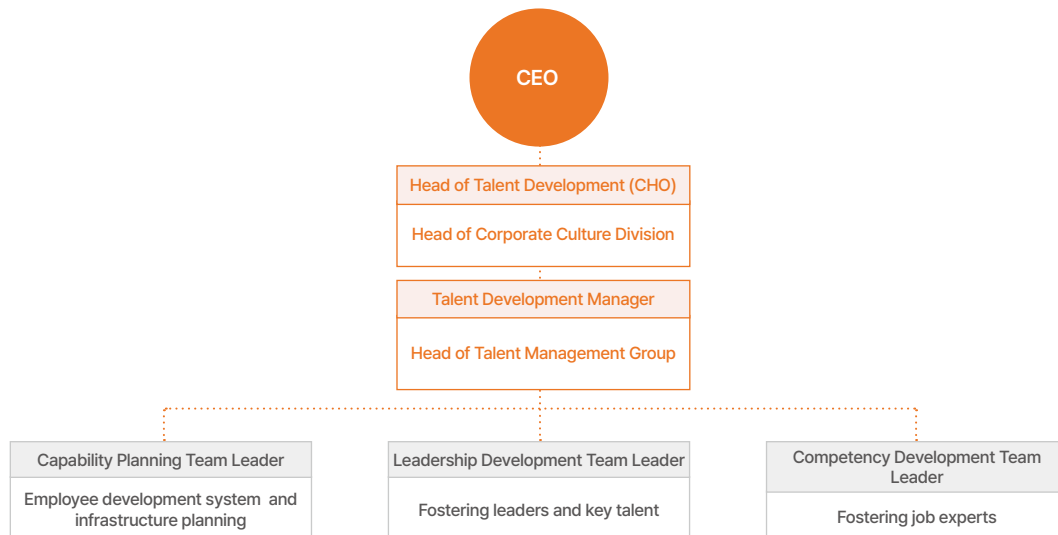 CEO
Head of Talent Development (CHO)
Head of Corporate Culture Division
Talent Development Manager
Head of Talent Management Group
Capability Planning Team Leader
Employee development system and
infrastructure planning
Leadership Development Team Leader
Fostering leaders and key talent
Competency Development Team
Leader
Fostering job experts